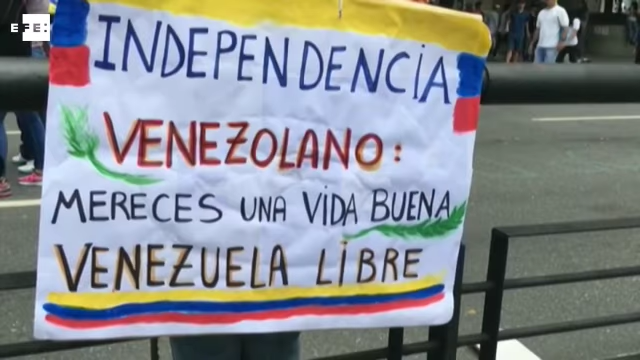 EFE:
INDEPENDENCIA
VENEZOLANO:
MERECES UNA VIDA BUENA
VENEZUELA LIBRE